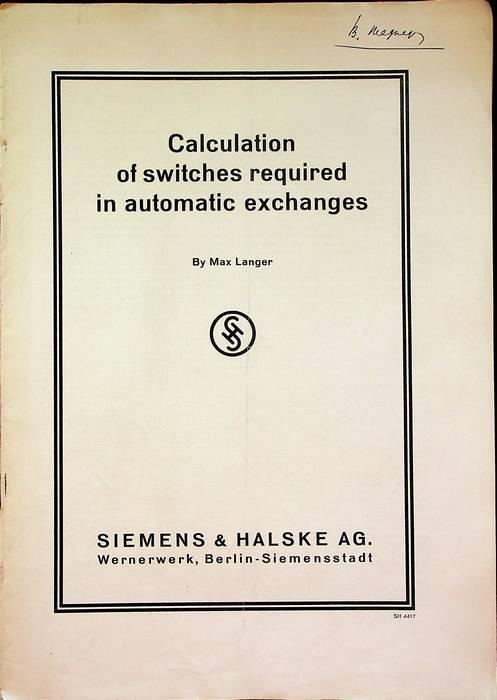 Calculation
of switches required
in automatic exchanges
By Max Langer
SIEMENS & HALSKE AG.
Wernerwerk, Berlin-Siemensstadt
SH 4417